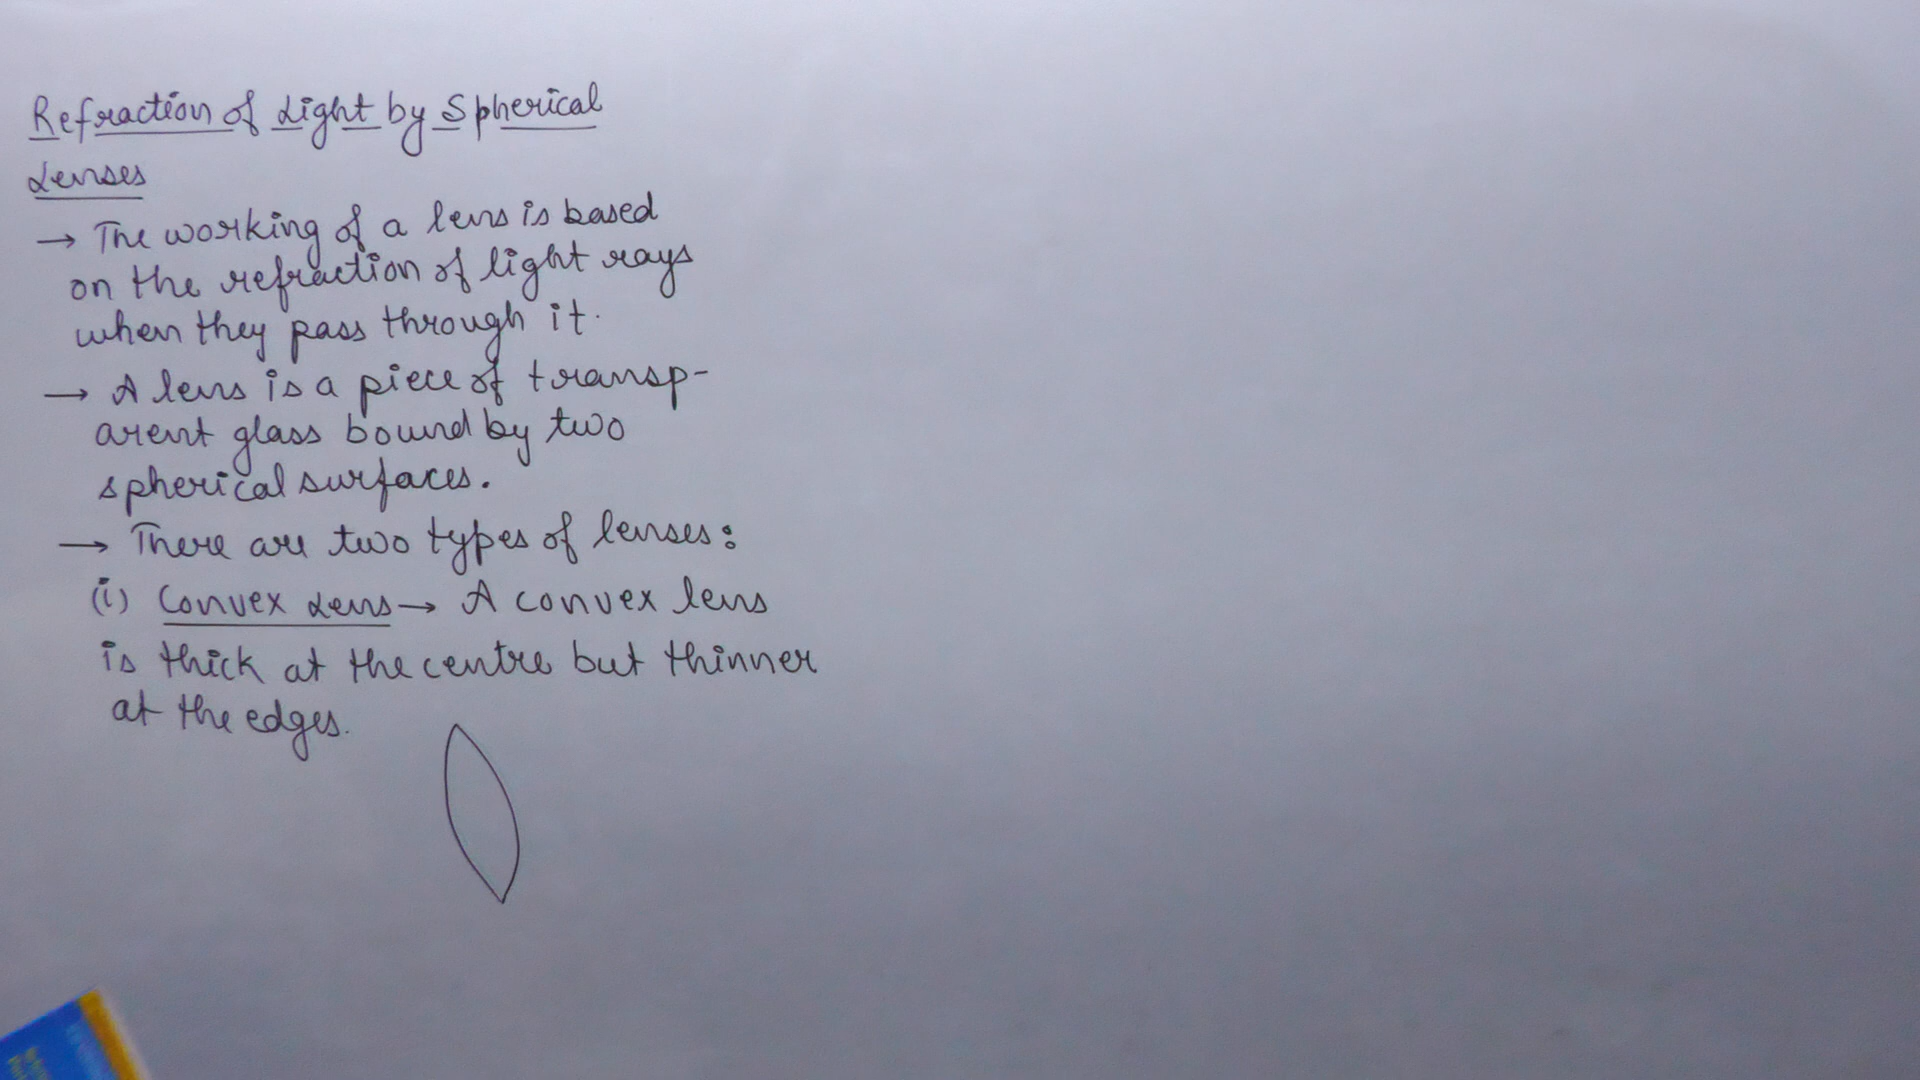 Refraction of Light by Spherical
Lenses
→ The working of a lens is based
on the refraction of light rays
when they pass through it.
→ A lens is a piece of transp-
arent glass bound by two
spherical surfaces.
→ There are two types of lenses:
(i) Convex Lens → A convex lens
is thick at the centre but thinner
at the edges.